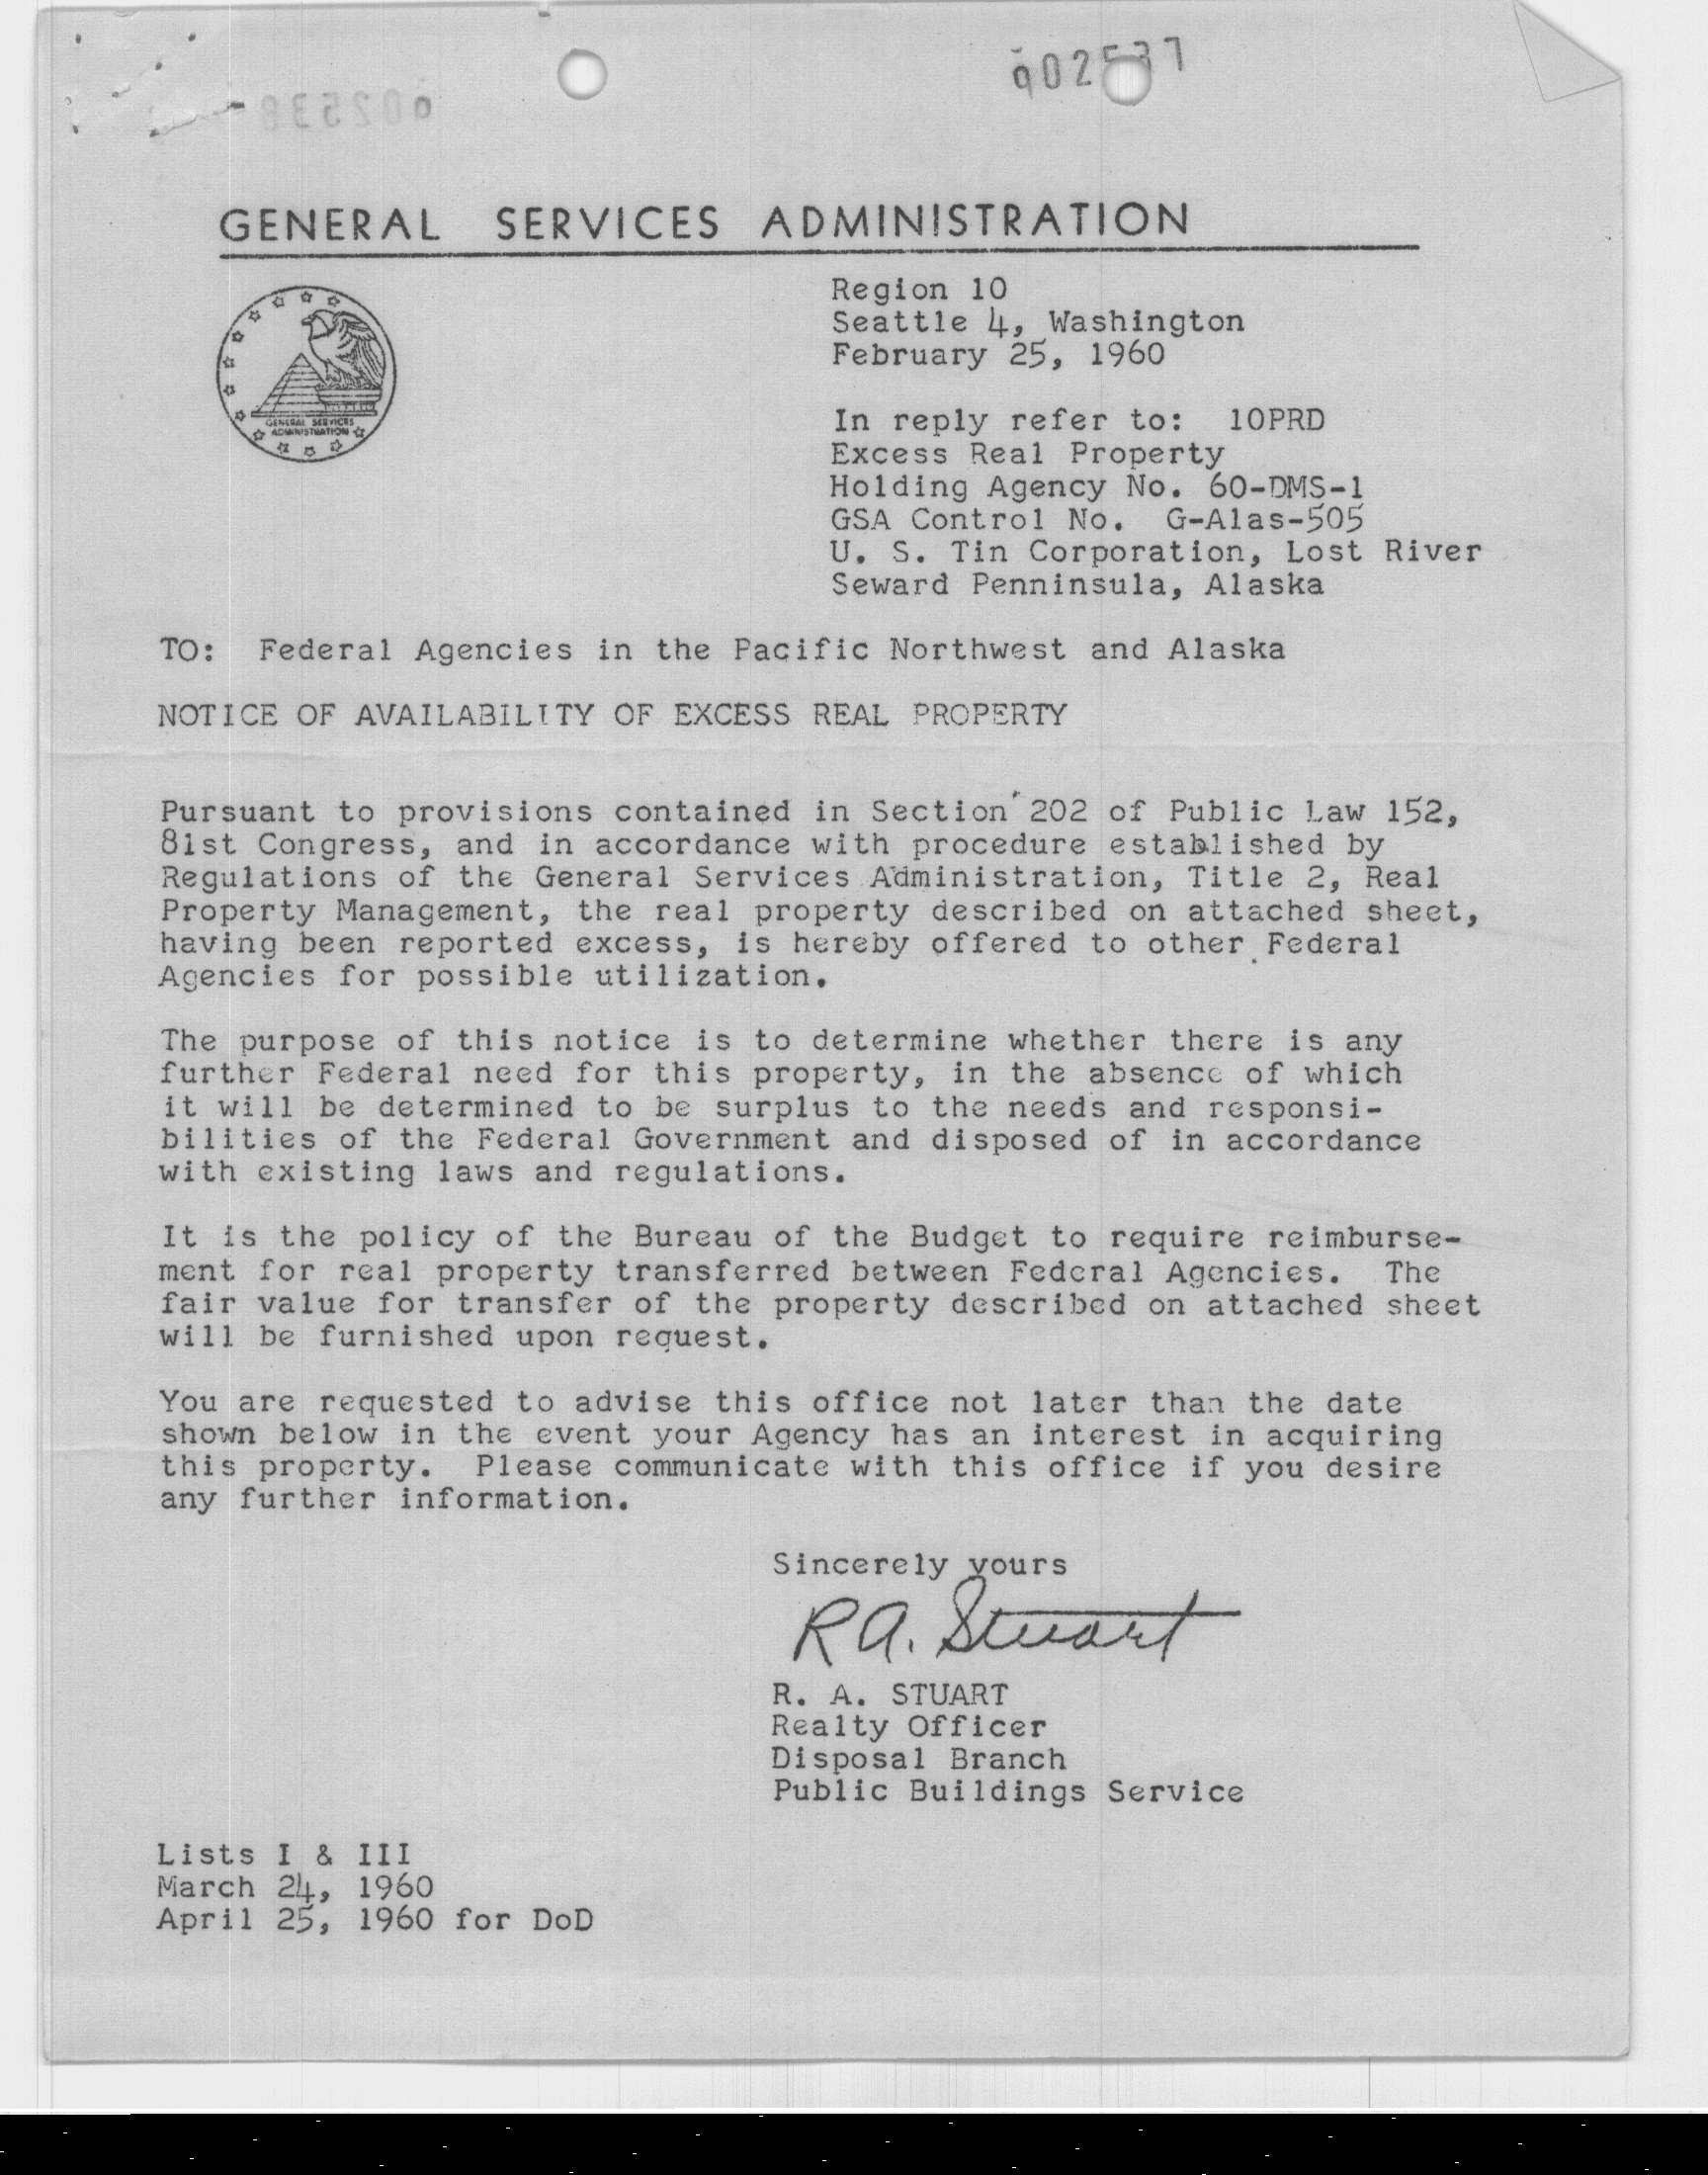 002537
002538
GENERAL SERVICES ADMINISTRATION
GENERAL SERVICES
ADMINISTRATION
Region 10
Seattle 4, Washington
February 25, 1960
In reply refer to: 10PRD
Excess Real Property
Holding Agency No. 60-DMS-1
GSA Control No. G-Alas-505
U. S. Tin Corporation, Lost River
Seward Penninsula, Alaska
TO: Federal Agencies in the Pacific Northwest and Alaska
NOTICE OF AVAILABILITY OF EXCESS REAL PROPERTY
Pursuant to provisions contained in Section 202 of Public Law 152,
81st Congress, and in accordance with procedure established by
Regulations of the General Services Administration, Title 2, Real
Property Management, the real property described on attached sheet,
having been reported excess, is hereby offered to other Federal
Agencies for possible utilization.
The purpose of this notice is to determine whether there is any
further Federal need for this property, in the absence of which
it will be determined to be surplus to the needs and responsi-
bilities of the Federal Government and disposed of in accordance
with existing laws and regulations.
It is the policy of the Bureau of the Budget to require reimburse-
ment for real property transferred between Federal Agencies. The
fair value for transfer of the property described on attached sheet
will be furnished upon request.
You are requested to advise this office not later than the date
shown below in the event your Agency has an interest in acquiring
this property. Please communicate with this office if you desire
any further information.
Sincerely yours
R A. Stuart
R. A. STUART
Realty Officer
Disposal Branch
Public Buildings Service
Lists I & III
March 24, 1960
April 25, 1960 for DoD